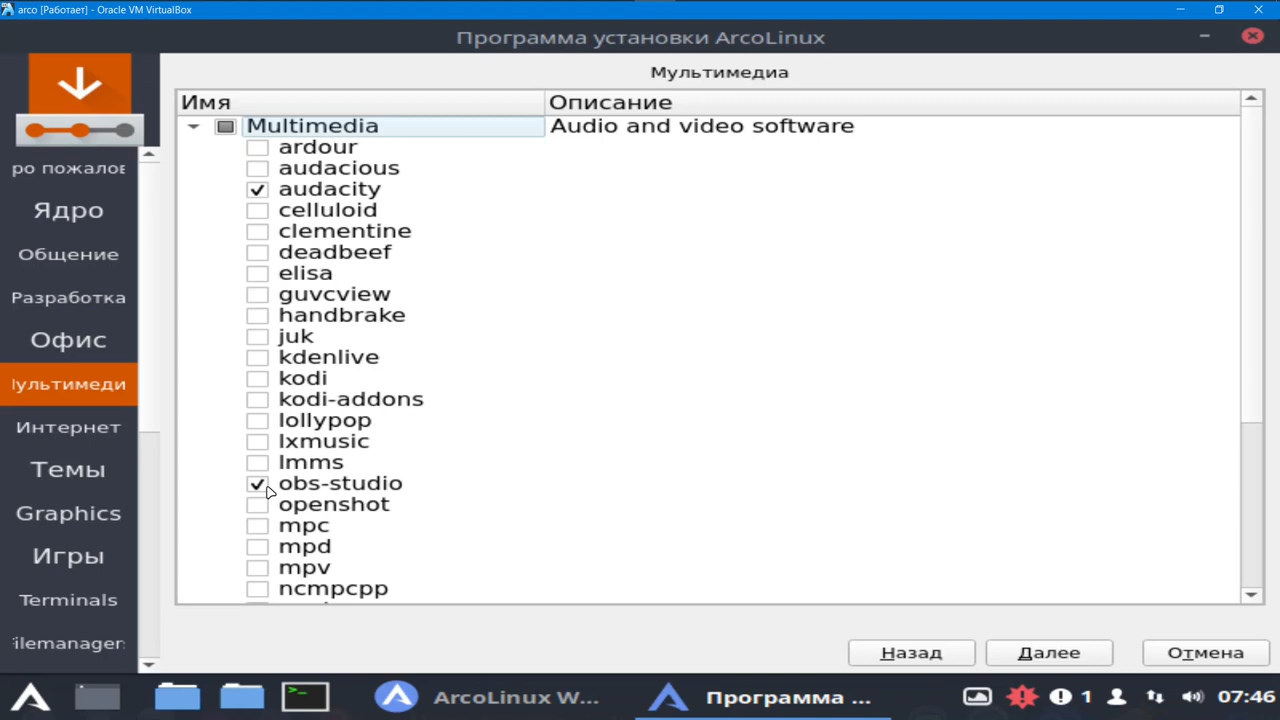 arco [Работает] - Oracle VM VirtualBox
Программа установки ArcoLinux
Мультимедиа
Имя Описание
Multimedia Audio and video software
ardour
audacious
audacity
celluloid
clementine
deadbeef
elisa
guvcview
handbrake
juk
kdenlive
kodi
kodi-addons
lollypop
lxmusic
lmms
obs-studio
openshot
mpc
mpd
mpv
ncmpcpp
ро пожалов
Ядро
Общение
Разработка
Офис
ультимеди
Интернет
Темы
Graphics
Игры
Terminals
ilemanager
Назад
Далее
Отмена
>_
ArcoLinux W...
Программа ...
1
07:46